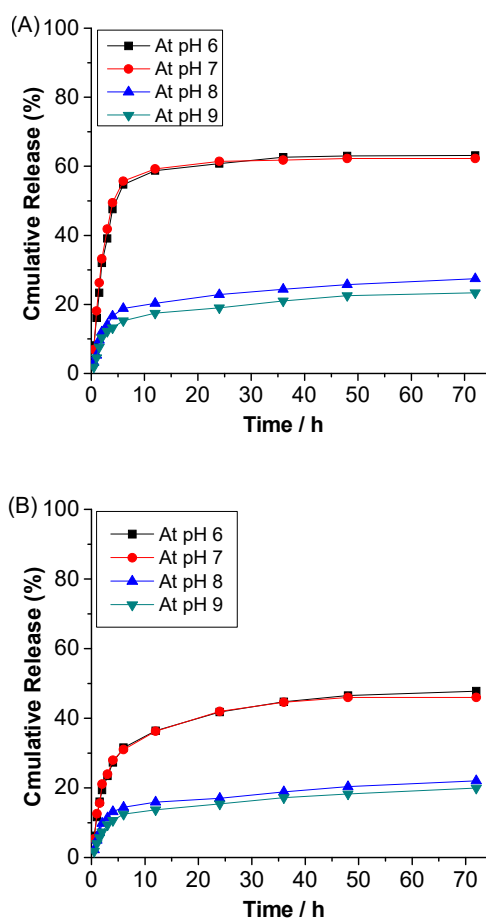 (A)
100
80
60
40
20
0
Cmulative Release (%)
At pH 6
At pH 7
At pH 8
At pH 9
0 10 20 30 40 50 60 70
Time / h
(B)
100
80
60
40
20
0
Cmulative Release (%)
At pH 6
At pH 7
At pH 8
At pH 9
0 10 20 30 40 50 60 70
Time / h